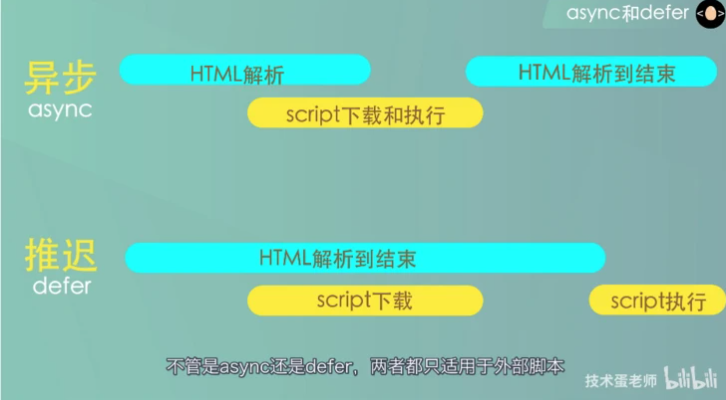 async和defer <O>
异步
async
HTML解析
HTML解析到结束
script下载和执行
推迟
defer
HTML解析到结束
script下载
script执行
不管是async还是defer，两者都只适用于外部脚本
技术蛋老师 bilibili